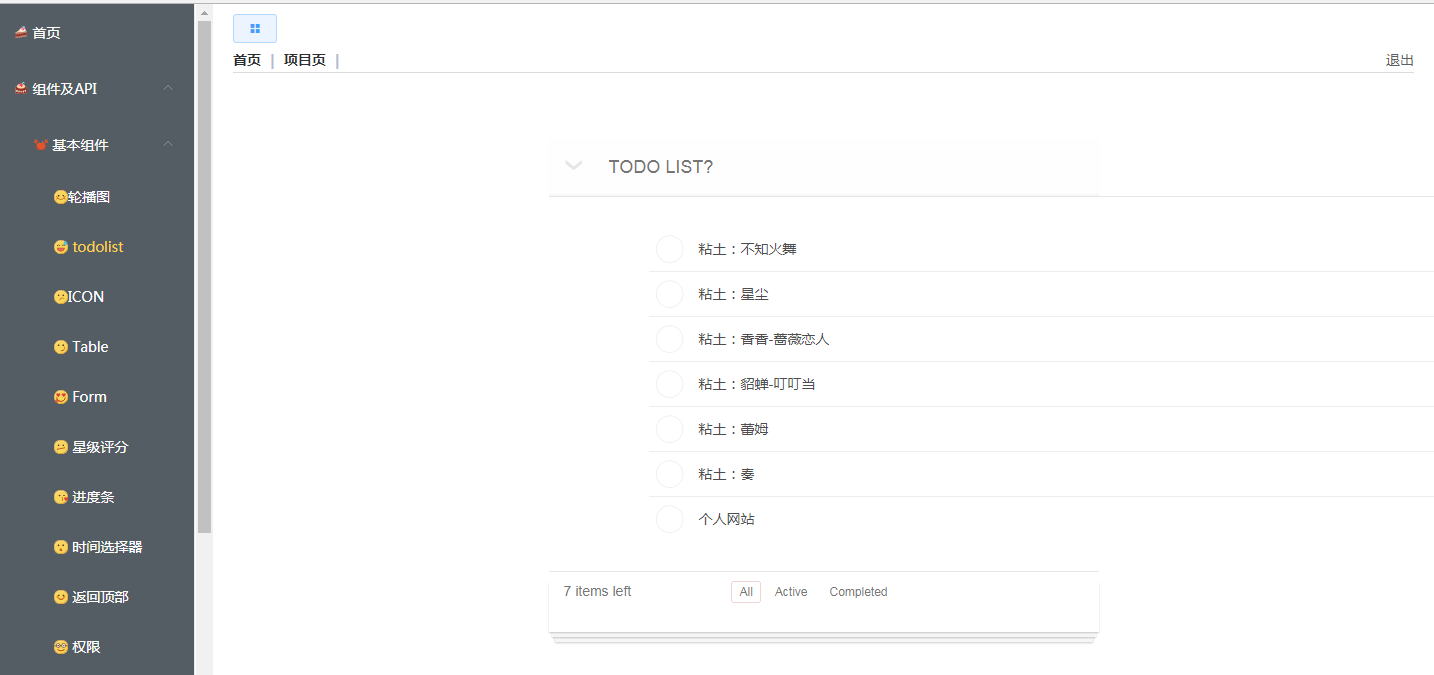 首页
组件及API
基本组件
轮播图
todolist
ICON
Table
Form
星级评分
进度条
时间选择器
返回顶部
权限
首页 | 项目页 |
退出
TODO LIST?
粘土：不知火舞
粘土：星尘
粘土：香香-蔷薇恋人
粘土：貂蝉-叮叮当
粘土：蕾姆
粘土：奏
个人网站
7 items left
All Active Completed